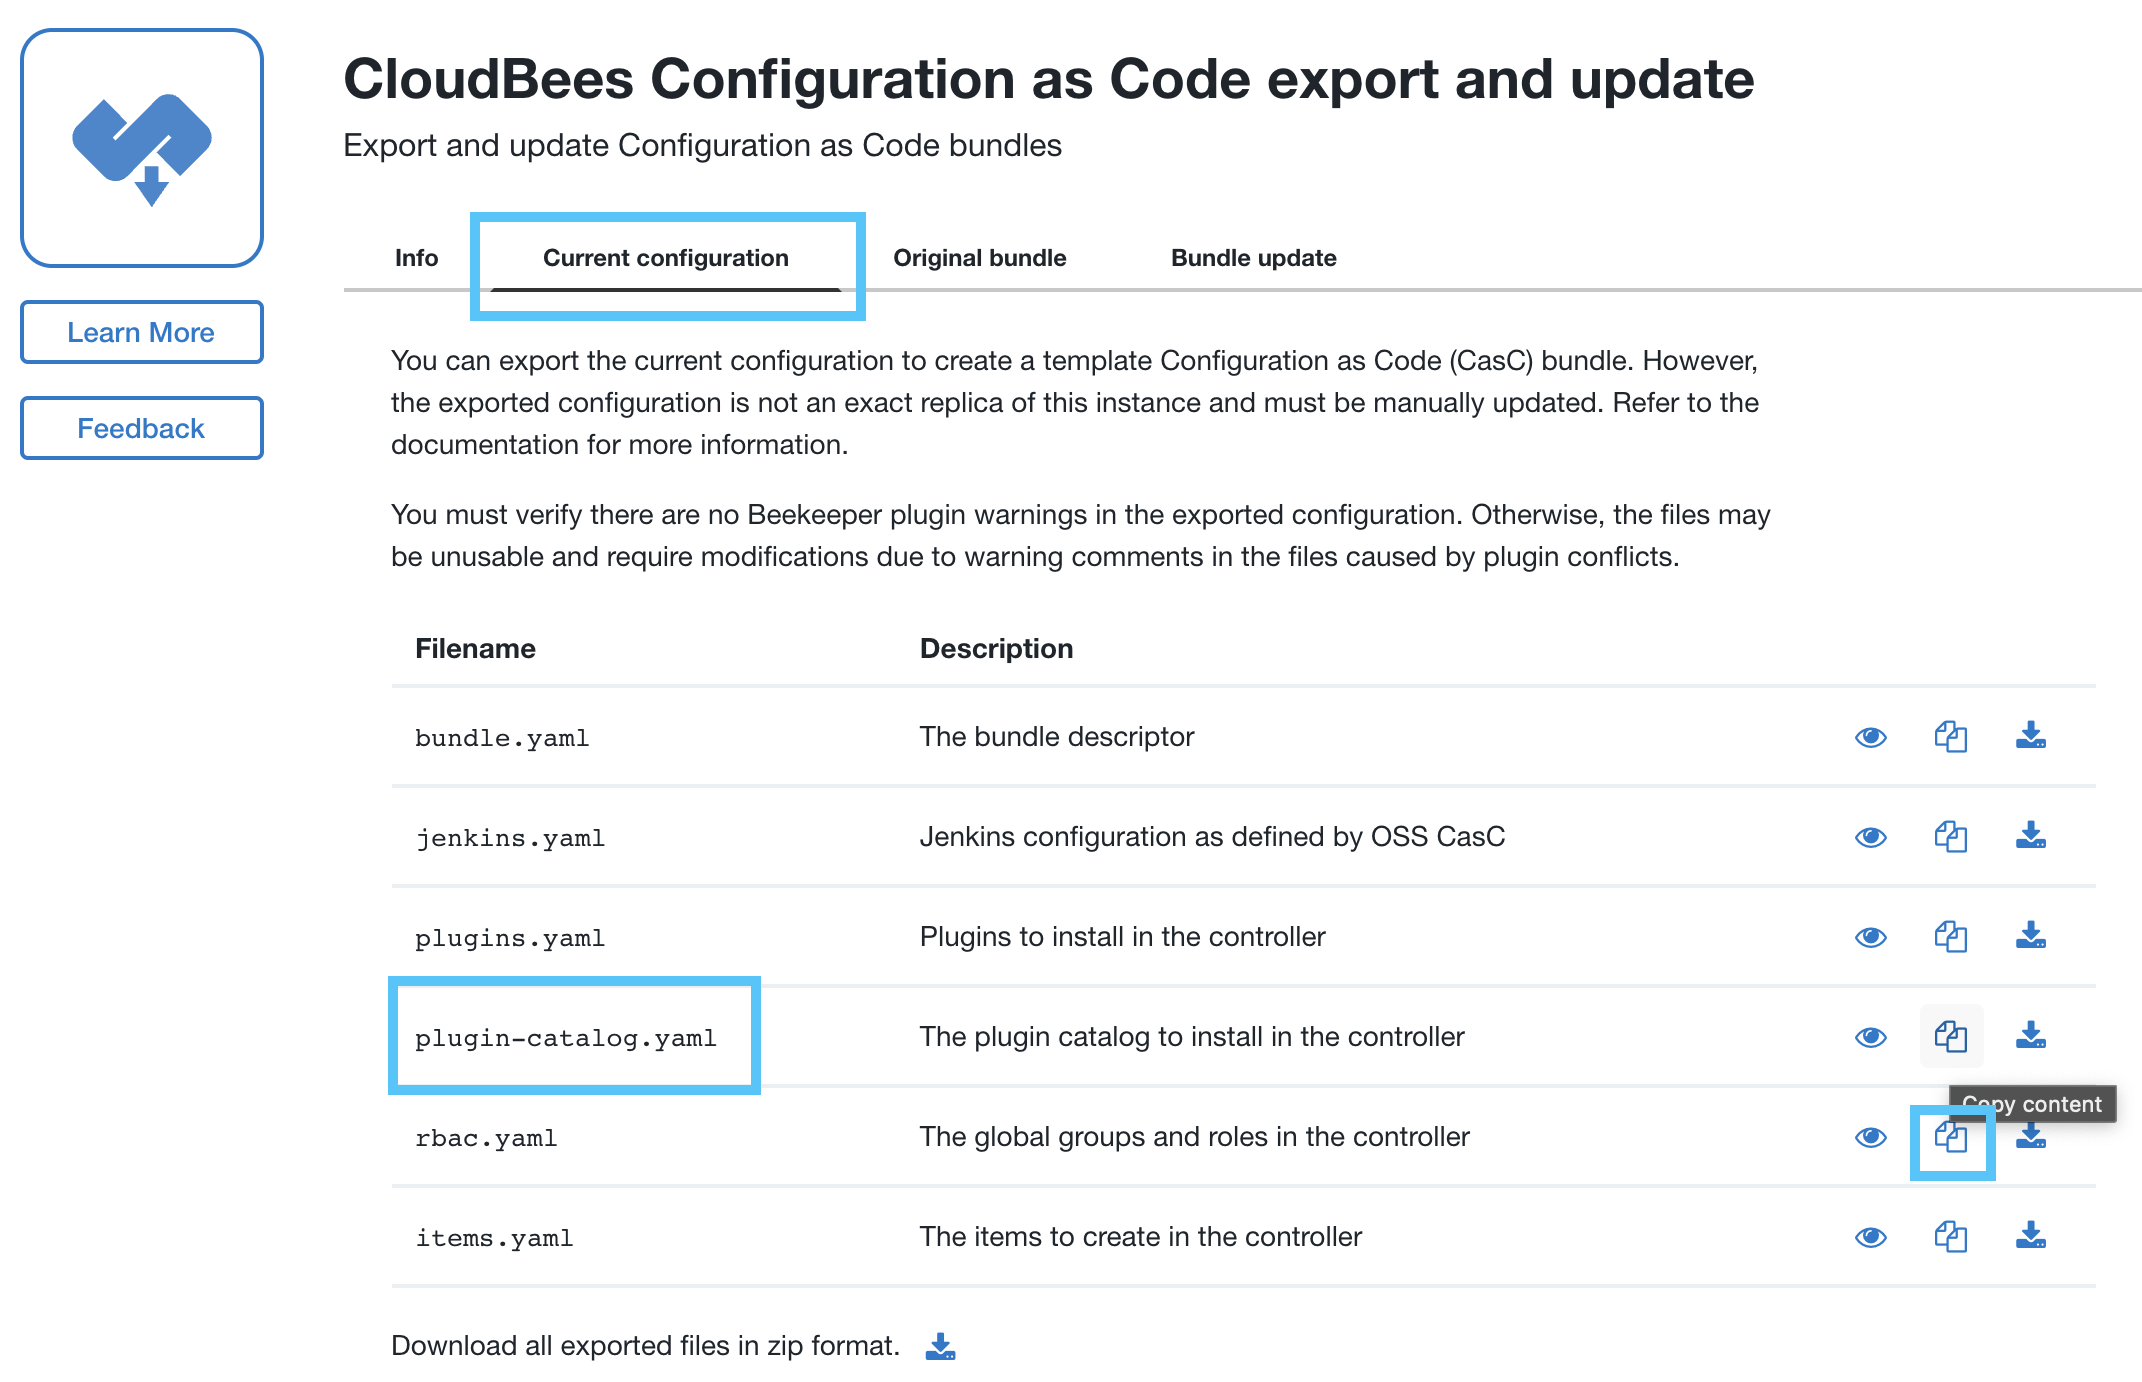 CloudBees Configuration as Code export and update
Export and update Configuration as Code bundles
Info
Current configuration
Original bundle
Bundle update
Learn More
Feedback
You can export the current configuration to create a template Configuration as Code (CasC) bundle. However,
the exported configuration is not an exact replica of this instance and must be manually updated. Refer to the
documentation for more information.
You must verify there are no Beekeeper plugin warnings in the exported configuration. Otherwise, the files may
be unusable and require modifications due to warning comments in the files caused by plugin conflicts.
Filename Description
bundle.yaml The bundle descriptor
jenkins.yaml Jenkins configuration as defined by OSS CasC
plugins.yaml Plugins to install in the controller
plugin-catalog.yaml The plugin catalog to install in the controller
Copy content
rbac.yaml The global groups and roles in the controller
items.yaml The items to create in the controller
Download all exported files in zip format.